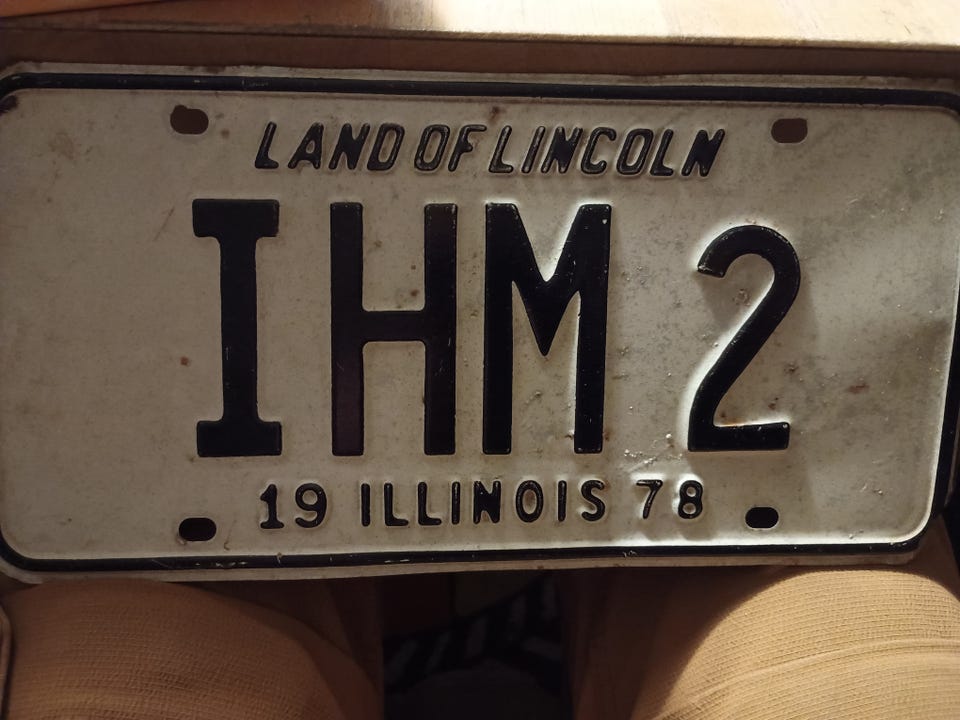 LAND OF LINCOLN
IHM 2
19 ILLINOIS 78